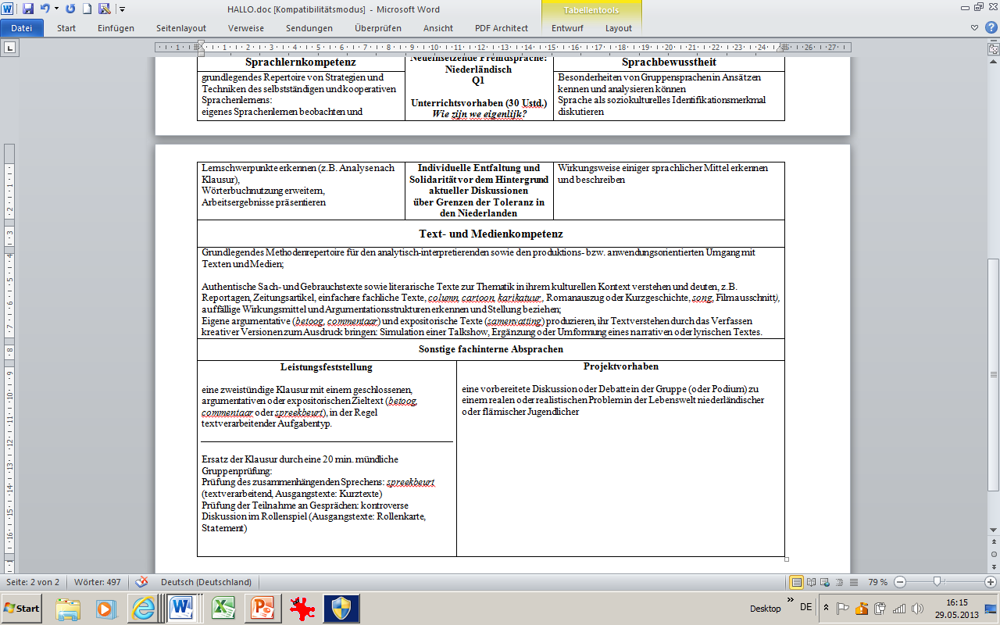 HALLO.doc [Kompatibilitätsmodus] - Microsoft Word
Tabellentools
Datei Start Einfügen Seitenlayout Verweise Sendungen Überprüfen Ansicht PDF Architect Entwurf Layout
Sprachlernkompetenz
grundlegendes Repertoire von Strategien und
Techniken des selbstständigen und kooperativen
Sprachenlernens:
eigenes Sprachenlernen beobachten und
Neueinsetzende Fremdsprache:
Niederländisch
Q1
Unterrichtsvorhaben (30 Ustd.)
Wie zijn we eigenlijk?
Sprachbewusstheit
Besonderheiten von Gruppensprachen in Ansätzen
kennen und analysieren können
Sprache als soziokulturelles Identifikationsmerkmal
diskutieren
Lernschwerpunkte erkennen (z.B. Analyse nach
Klausur),
Wörterbuchnutzung erweitern,
Arbeitsergebnisse präsentieren
Individuelle Entfaltung und
Solidarität vor dem Hintergrund
aktueller Diskussionen
über Grenzen der Toleranz in
den Niederlanden
Wirkungsweise einiger sprachlicher Mittel erkennen
und beschreiben
Text- und Medienkompetenz
Grundlegendes Methodenrepertoire für den analytisch-interpretierenden sowie den produktions- bzw. anwendungsorientierten Umgang mit
Texten und Medien;
Authentische Sach- und Gebrauchstexte sowie literarische Texte zur Thematik in ihrem kulturellen Kontext verstehen und deuten, z.B.
Reportagen, Zeitungsartikel, einfachere fachliche Texte, column, cartoon, karikatuur, Romanauszug oder Kurzgeschichte, song, Filmausschnitt),
auffällige Wirkungsmittel und Argumentationsstrukturen erkennen und Stellung beziehen;
Eigene argumentative (betoog, commentaar) und expositorische Texte (samenvatting) produzieren, ihr Textverstehen durch das Verfassen
kreativer Versionen zum Ausdruck bringen: Simulation einer Talkshow, Ergänzung oder Umformung eines narrativen oder lyrischen Textes.
Sonstige fachinterne Absprachen
Leistungsfeststellung
eine zweistündige Klausur mit einem geschlossenen,
argumentativen oder expositorischen Zieltext (betoog,
commentaar oder spreekbeurt), in der Regel
textverarbeitender Aufgabentyp.
Ersatz der Klausur durch eine 20 min. mündliche
Gruppenprüfung:
Prüfung des zusammenhängenden Sprechens: spreekbeurt
(textverarbeitend, Ausgangstexte: Kurztexte)
Prüfung der Teilnahme an Gesprächen: kontroverse
Diskussion im Rollenspiel (Ausgangstexte: Rollenkarte,
Statement)
Projektvorhaben
eine vorbereitete Diskussion oder Debatte in der Gruppe (oder Podium) zu
einem realen oder realistischen Problem in der Lebenswelt niederländischer
oder flämischer Jugendlicher
Seite: 2 von 2 Wörter: 497 Deutsch (Deutschland) 79 %
Start Desktop DE 16:15
29.05.2013